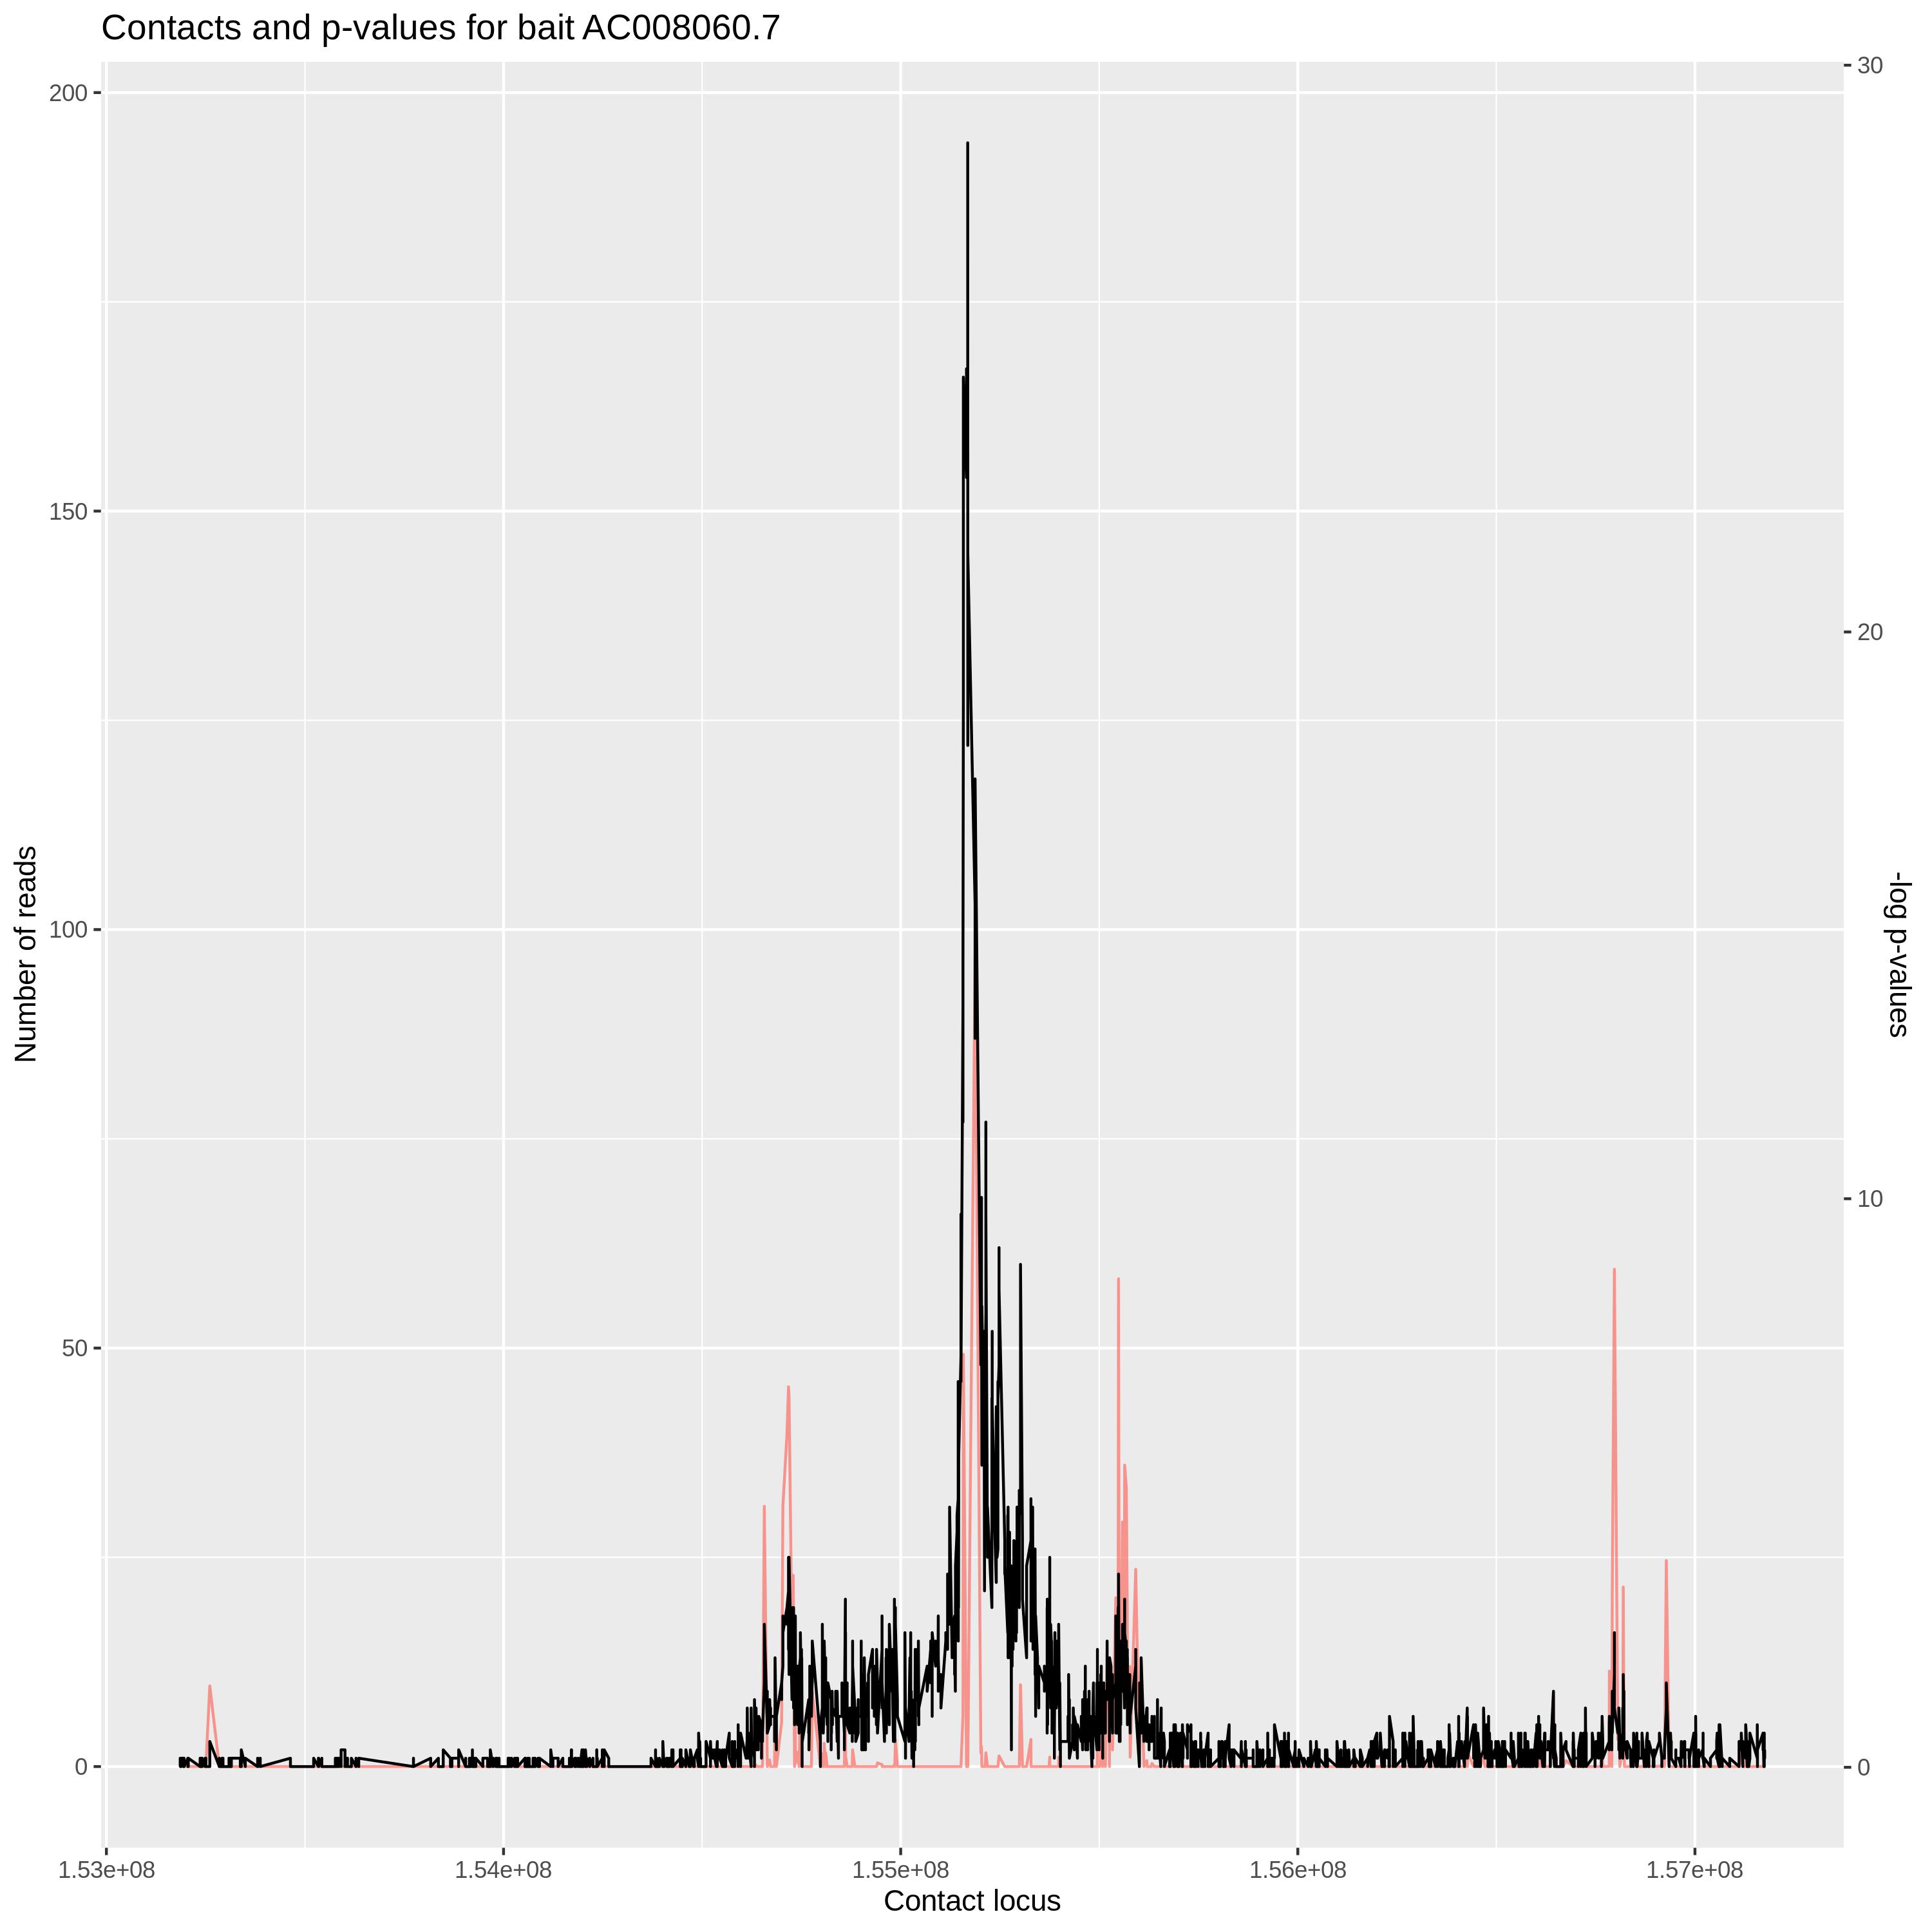 Contacts and p-values for bait AC008060.7
200
150
100
50
0
30
20
10
0
Number of reads
-log p-values
1.53e+08
1.54e+08
1.55e+08
1.56e+08
1.57e+08
Contact locus